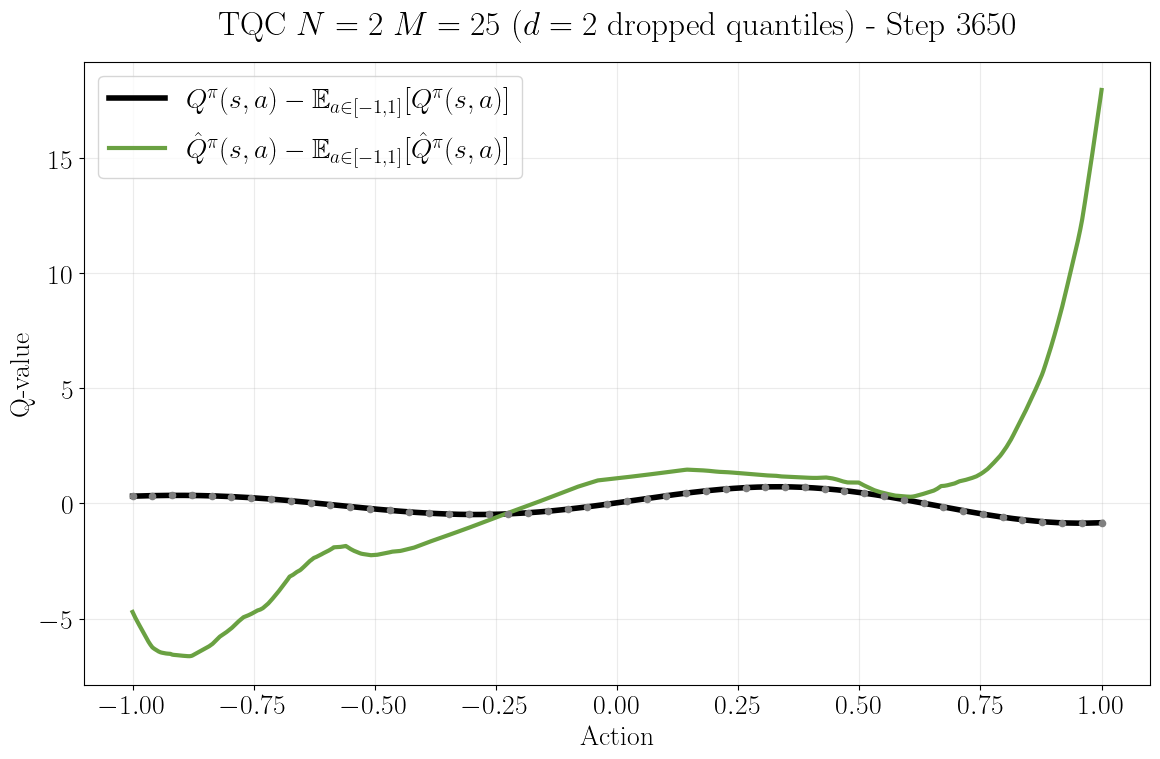 TQC N = 2 M = 25 (d = 2 dropped quantiles) - Step 3650
Q^π(s, a) − 𝔼_{a∈[−1,1]}[Q^π(s, a)]
Q̂^π(s, a) − 𝔼_{a∈[−1,1]}[Q̂^π(s, a)]
15
10
5
0
−5
Q-value
−1.00 −0.75 −0.50 −0.25 0.00 0.25 0.50 0.75 1.00
Action